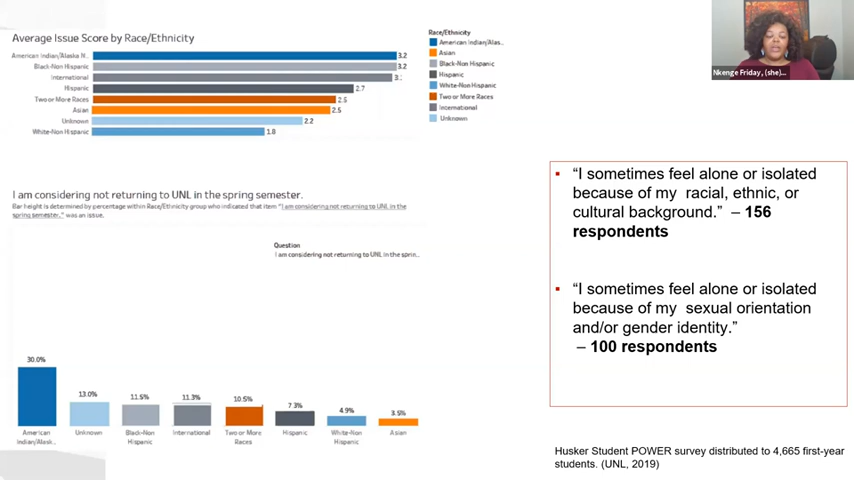 Average Issue Score by Race/Ethnicity
American Indian/Alaska N..
3.2
Black-Non Hispanic
3.2
International
Hispanic
2.7
Two or More Races
2.5
Asian
2.5
Unknown
2.2
White-Non Hispanic
1.8
Race/Ethnicity
American Indian/Alas..
Asian
Black-Non Hispanic
Hispanic
White-Non Hispanic
Two or More Races
International
Unknown
Nkenge Friday, (she)...
I am considering not returning to UNL in the spring semester.
Bar height is determined by percentage within Race/Ethnicity group who indicated that item "I am considering not returning to UNL in the
spring semester." was an issue.
Question
I am considering not returning to UNL in the sprin..
30.0%
13.0%
11.5%
11.3%
10.5%
7.3%
4.9%
3.5%
American
Indian/Alask..
Unknown
Black-Non
Hispanic
International
Two or More
Races
Hispanic
White-Non
Hispanic
Asian
“I sometimes feel alone or isolated
because of my racial, ethnic, or
cultural background.” – 156
respondents
“I sometimes feel alone or isolated
because of my sexual orientation
and/or gender identity.”
– 100 respondents
Husker Student POWER survey distributed to 4,665 first-year
students. (UNL, 2019)